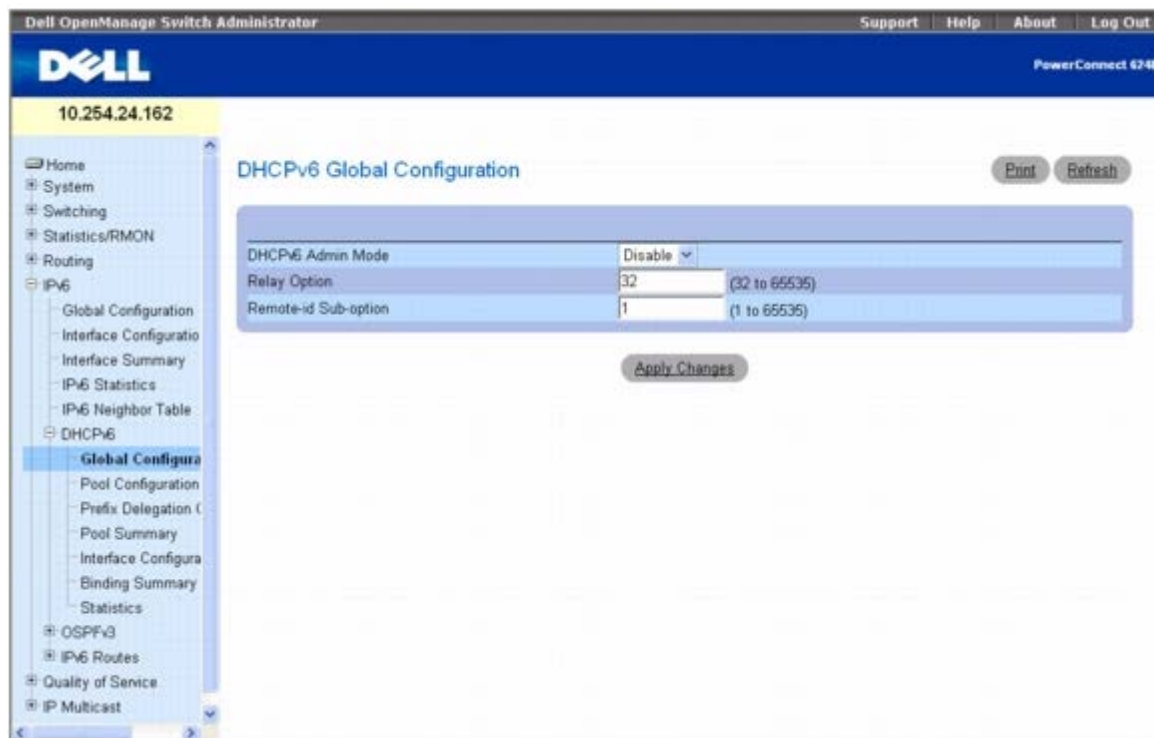 Dell OpenManage Switch Administrator
Support Help About Log Out
DELL
PowerConnect 624
10.254.24.162
Home
System
Switching
Statistics/RMON
Routing
IPv6
Global Configuration
Interface Configuratio
Interface Summary
IPv6 Statistics
IPv6 Neighbor Table
DHCPv6
Global Configura
Pool Configuration
Prefix Delegation C
Pool Summary
Interface Configura
Binding Summary
Statistics
OSPFv3
IPv6 Routes
Quality of Service
IP Multicast
DHCPv6 Global Configuration
Print Refresh
DHCPv6 Admin Mode Disable
Relay Option 32 (32 to 65535)
Remote-id Sub-option 1 (1 to 65535)
Apply Changes